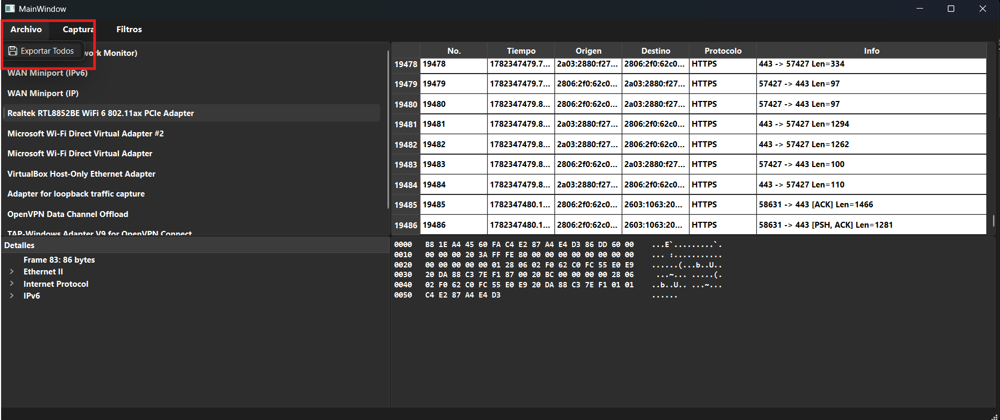 MainWindow
Archivo Captura Filtros
Exportar Todos
work Monitor)
WAN Miniport (IPv6)
WAN Miniport (IP)
Realtek RTL8852BE WiFi 6 802.11ax PCIe Adapter
Microsoft Wi-Fi Direct Virtual Adapter #2
Microsoft Wi-Fi Direct Virtual Adapter
VirtualBox Host-Only Ethernet Adapter
Adapter for loopback traffic capture
OpenVPN Data Channel Offload
TAP-Windows Adapter V9 for OpenVPN Connect
No. Tiempo Origen Destino Protocolo Info
19478 19478 1782347479.7... 2a03:2880:f27... 2806:2f0:62c0... HTTPS 443 -> 57427 Len=334
19479 19479 1782347479.7... 2806:2f0:62c0... 2a03:2880:f27... HTTPS 57427 -> 443 Len=97
19480 19480 1782347479.8... 2806:2f0:62c0... 2a03:2880:f27... HTTPS 57427 -> 443 Len=97
19481 19481 1782347479.8... 2a03:2880:f27... 2806:2f0:62c0... HTTPS 443 -> 57427 Len=1294
19482 19482 1782347479.8... 2a03:2880:f27... 2806:2f0:62c0... HTTPS 443 -> 57427 Len=1262
19483 19483 1782347479.8... 2806:2f0:62c0... 2a03:2880:f27... HTTPS 57427 -> 443 Len=100
19484 19484 1782347479.8... 2a03:2880:f27... 2806:2f0:62c0... HTTPS 443 -> 57427 Len=110
19485 19485 1782347480.1... 2806:2f0:62c0... 2603:1063:20... HTTPS 58631 -> 443 [ACK] Len=1466
19486 19486 1782347480.1... 2806:2f0:62c0... 2603:1063:20... HTTPS 58631 -> 443 [PSH, ACK] Len=1281
Detalles
Frame 83: 86 bytes
Ethernet II
Internet Protocol
IPv6
0000 B8 1E A4 45 60 FA C4 E2 87 A4 E4 D3 86 DD 60 00 ...E`.........`.
0010 00 00 00 20 3A FF FE 80 00 00 00 00 00 00 00 00 ... :...........
0020 00 00 00 00 00 01 28 06 02 F0 62 C0 FC 55 E0 E9 ......(...b..U..
0030 20 DA 88 C3 7E F1 87 00 20 BC 00 00 00 00 28 06  ...~... .....(.
0040 02 F0 62 C0 FC 55 E0 E9 20 DA 88 C3 7E F1 01 01 ..b..U.. ...~...
0050 C4 E2 87 A4 E4 D3 ......